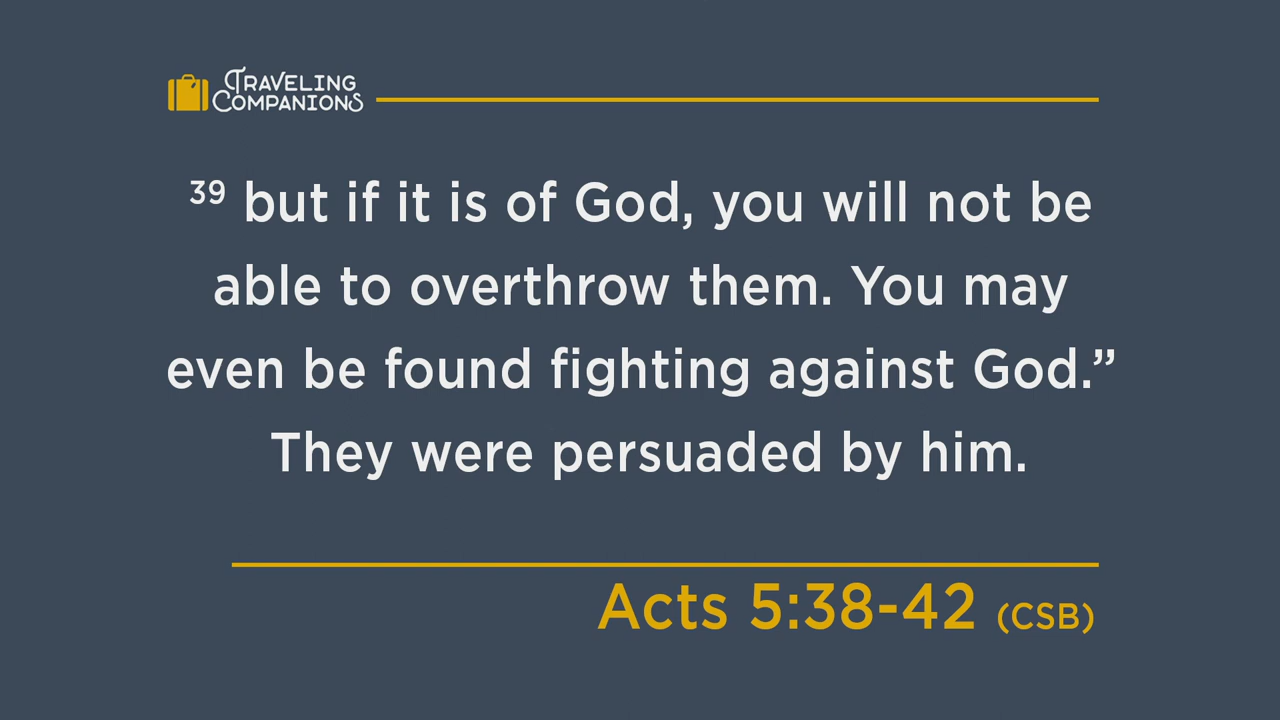 TRAVELING
COMPANIONS
39 but if it is of God, you will not be
able to overthrow them. You may
even be found fighting against God.”
They were persuaded by him.
Acts 5:38-42 (CSB)